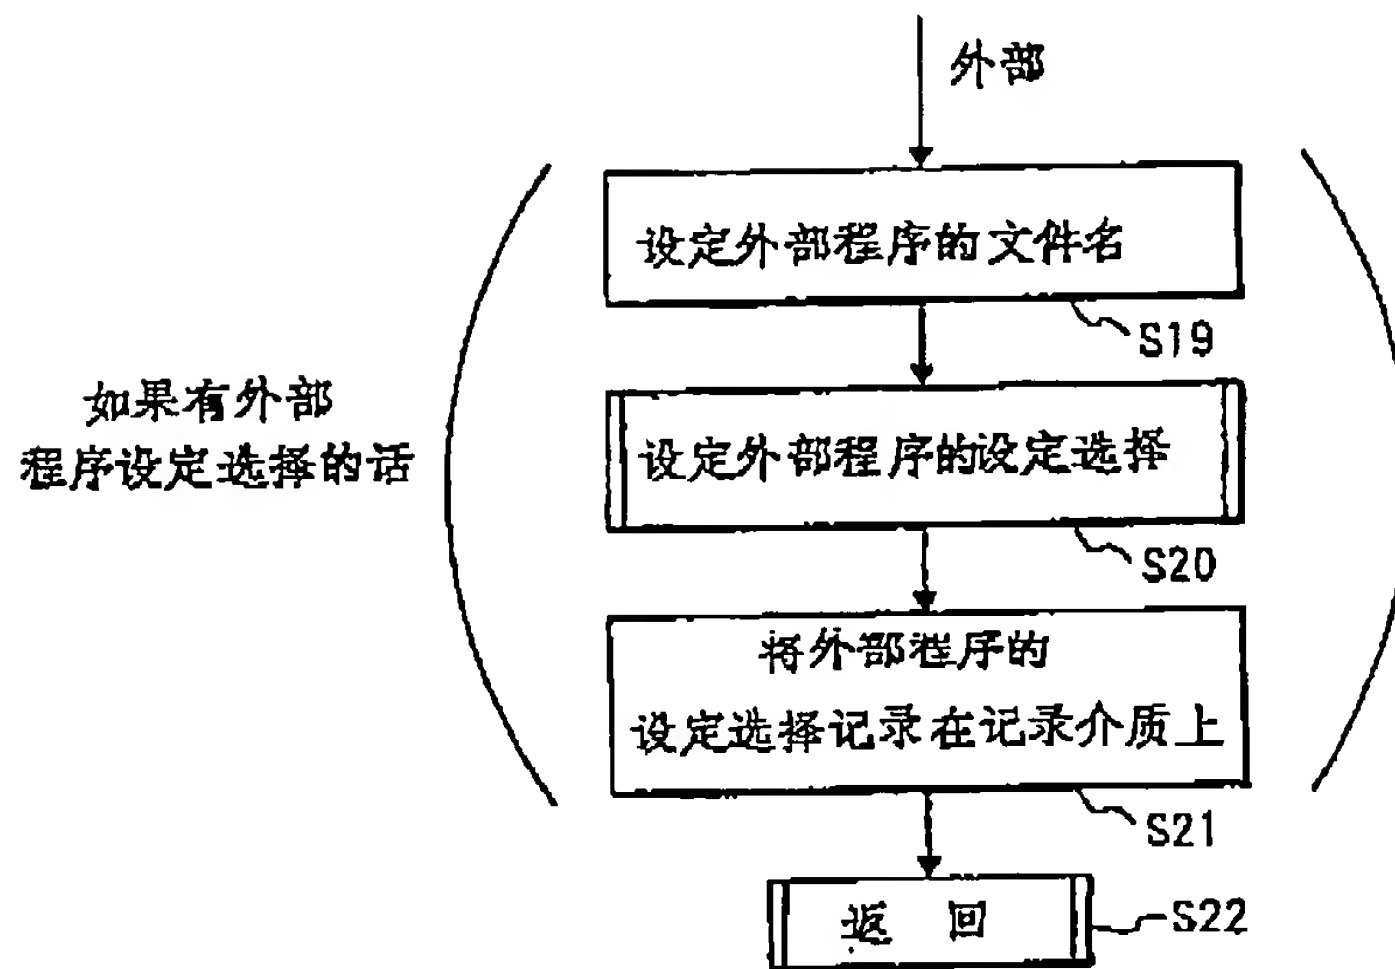 外部
设定外部程序的文件名
S19
如果有外部
程序设定选择的话
设定外部程序的设定选择
S20
将外部程序的
设定选择记录在记录介质上
S21
返 回
S22